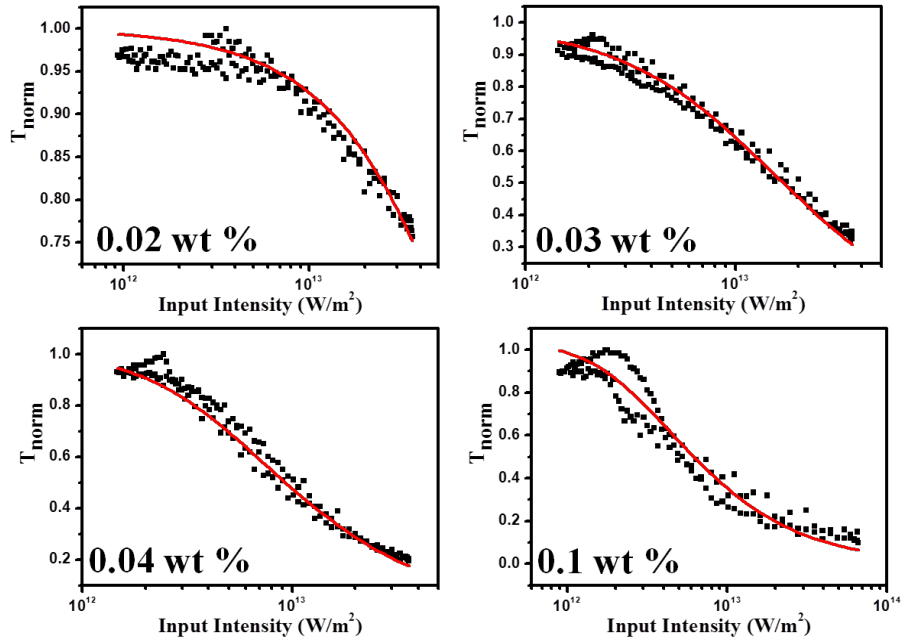 1.00
0.95
0.90
0.85
0.80
0.75
T_norm
0.02 wt %
10^12
10^13
Input Intensity (W/m^2)
1.0
0.9
0.8
0.7
0.6
0.5
0.4
0.3
T_norm
0.03 wt %
10^12
10^13
Input Intensity (W/m^2)
1.0
0.8
0.6
0.4
0.2
T_norm
0.04 wt %
10^12
10^13
Input Intensity (W/m^2)
1.0
0.8
0.6
0.4
0.2
0.0
T_norm
0.1 wt %
10^12
10^13
10^14
Input Intensity (W/m^2)